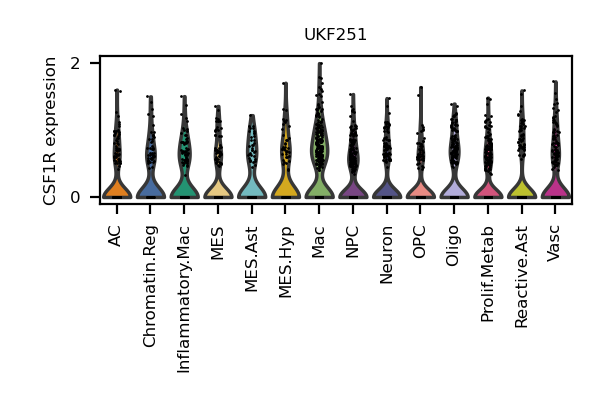 UKF251
CSF1R expression
2
0
AC
Chromatin.Reg
Inflammatory.Mac
MES
MES.Ast
MES.Hyp
Mac
NPC
Neuron
OPC
Oligo
Prolif.Metab
Reactive.Ast
Vasc